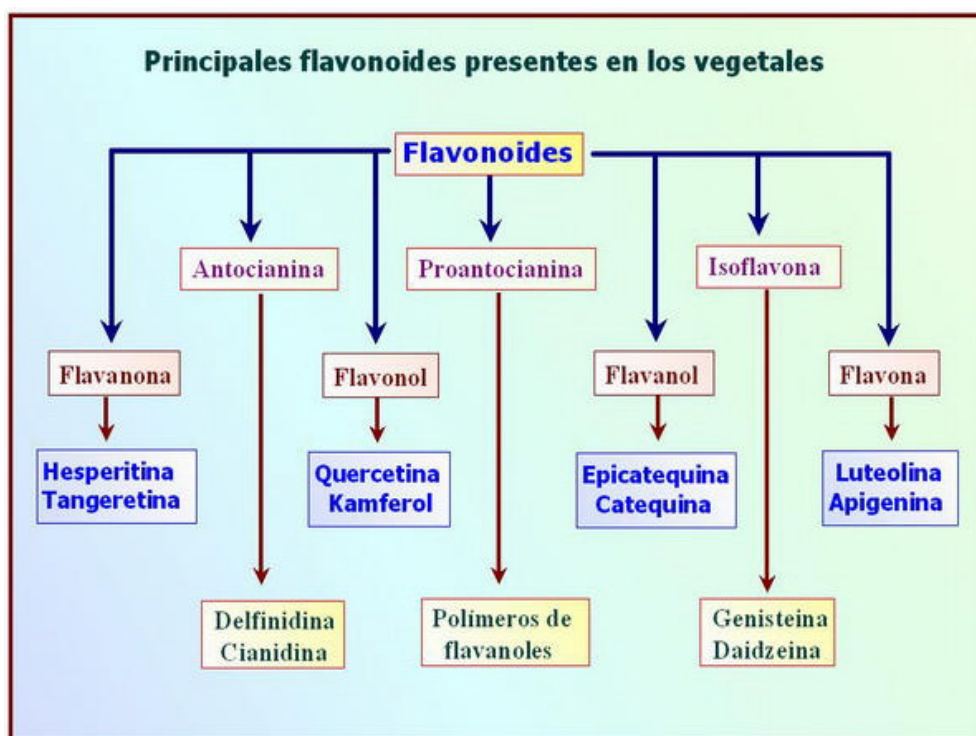 Principales flavonoides presentes en los vegetales
Flavonoides
Antocianina
Proantocianina
Isoflavona
Flavanona
Flavonol
Flavanol
Flavona
Hesperitina
Tangeretina
Quercetina
Kamferol
Epicatequina
Catequina
Luteolina
Apigenina
Delfinidina
Cianidina
Polímeros de
flavanoles
Genisteina
Daidzeina